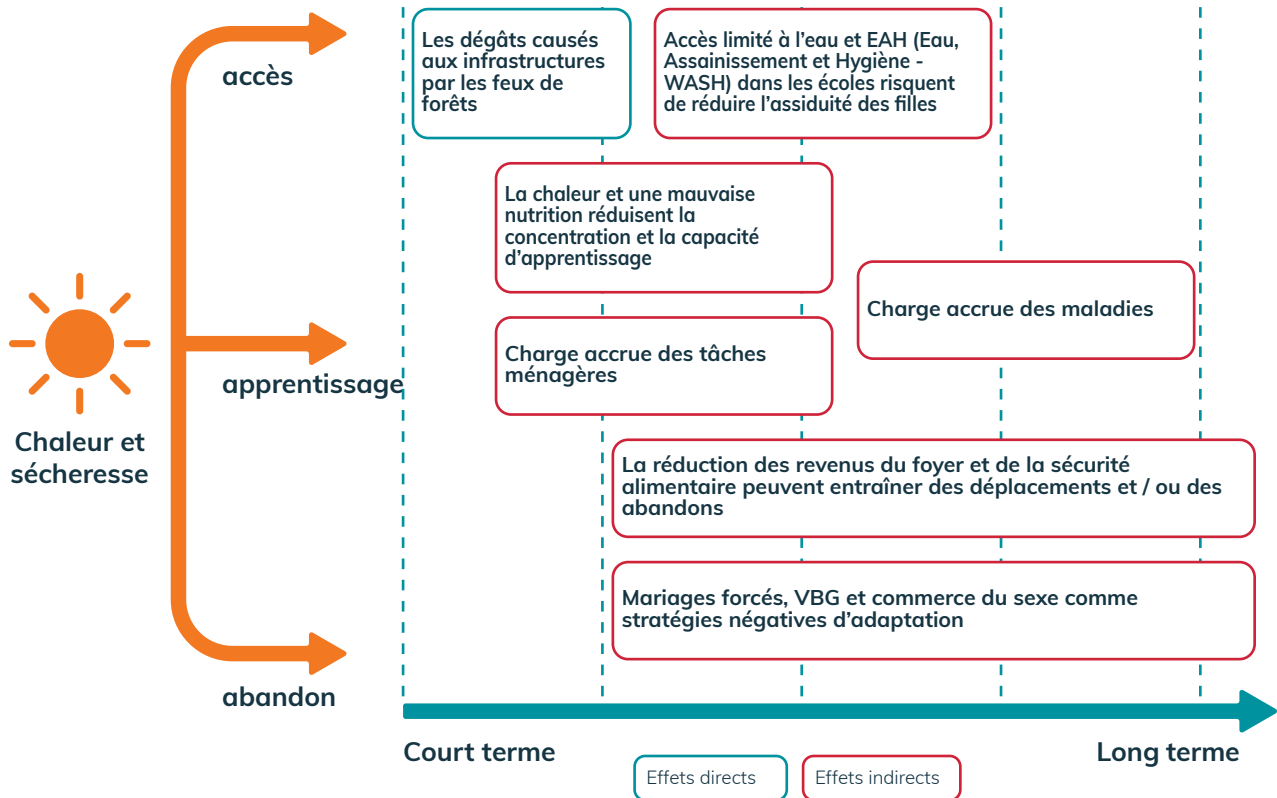 accès
Les dégâts causés
aux infrastructures
par les feux de
forêts
Accès limité à l’eau et EAH (Eau,
Assainissement et Hygiène -
WASH) dans les écoles risquent
de réduire l’assiduité des filles
La chaleur et une mauvaise
nutrition réduisent la
concentration et la capacité
d’apprentissage
Charge accrue des maladies
Charge accrue des tâches
ménagères
apprentissage
Chaleur et
sécheresse
La réduction des revenus du foyer et de la sécurité
alimentaire peuvent entraîner des déplacements et / ou des
abandons
Mariages forcés, VBG et commerce du sexe comme
stratégies négatives d’adaptation
abandon
Court terme
Long terme
Effets directs
Effets indirects